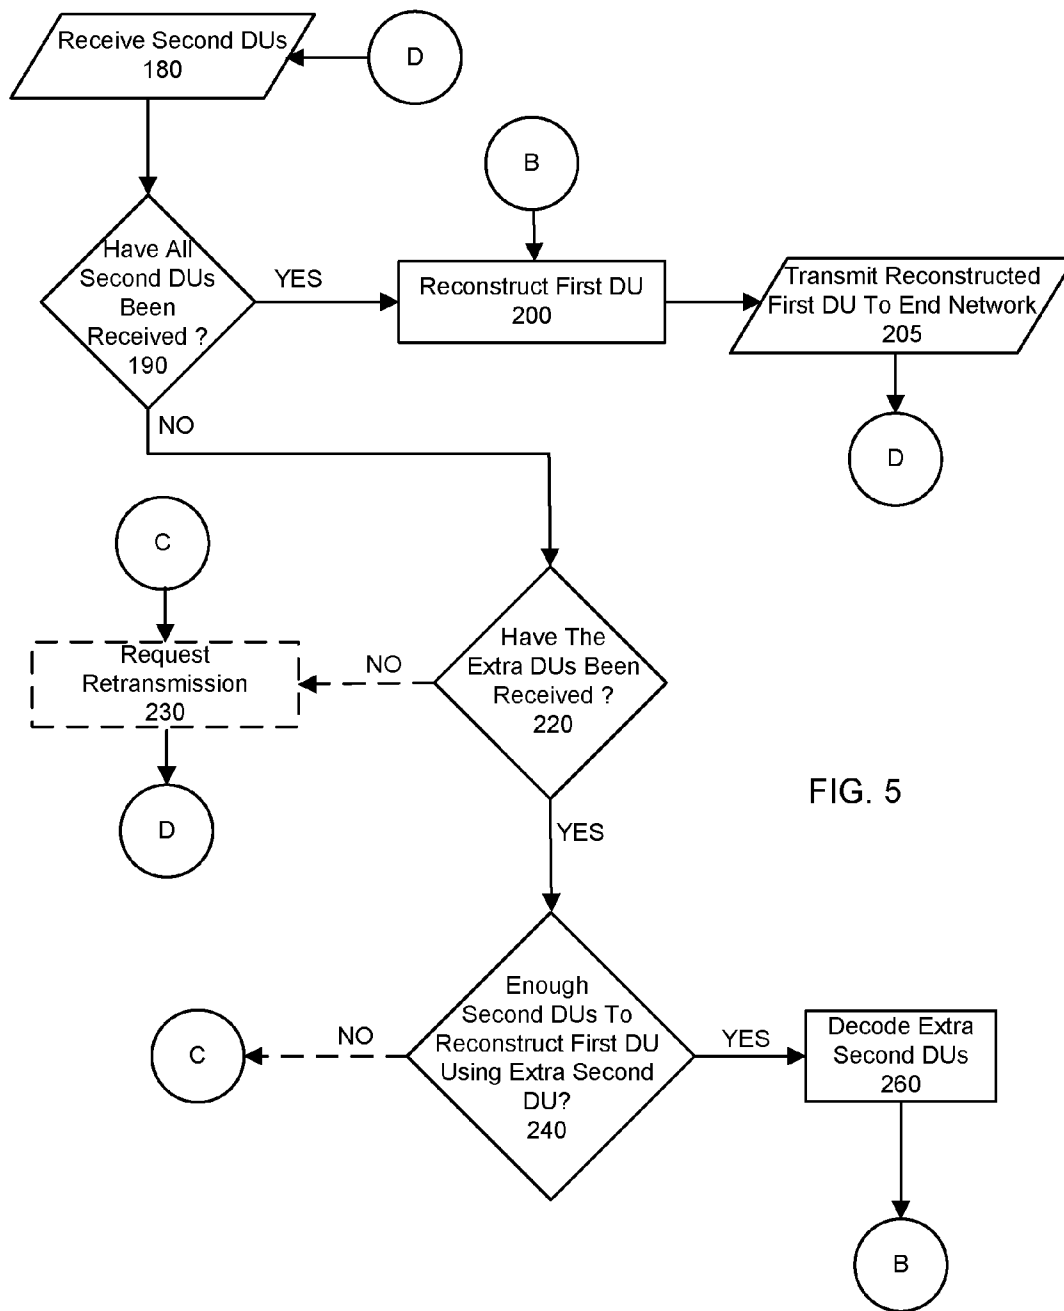 Receive Second DUs
180
D
B
Have All
Second DUs
Been
Received ?
190
YES
Reconstruct First DU
200
Transmit Reconstructed
First DU To End Network
205
NO
D
C
Request
Retransmission
230
NO
Have The
Extra DUs Been
Received ?
220
D
FIG. 5
YES
C
NO
Enough
Second DUs To
Reconstruct First DU
Using Extra Second
DU?
240
YES
Decode Extra
Second DUs
260
B